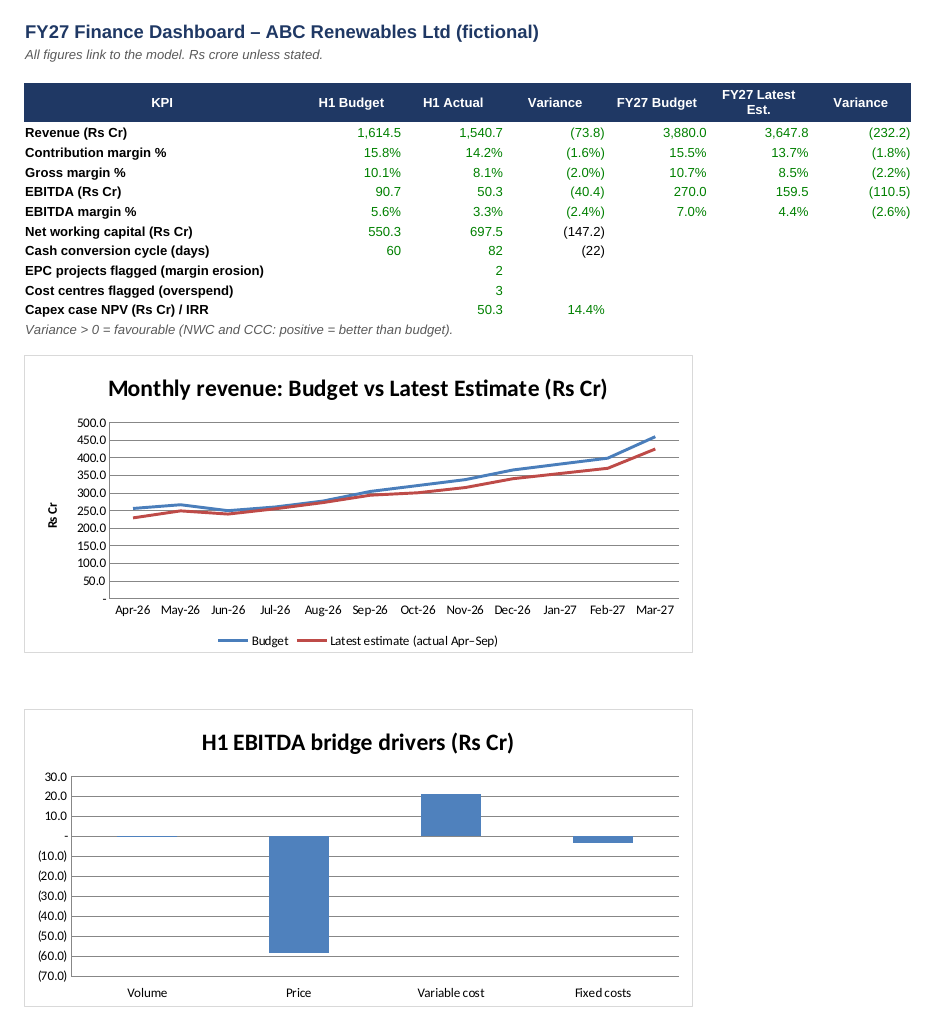 FY27 Finance Dashboard – ABC Renewables Ltd (fictional)
All figures link to the model. Rs crore unless stated.
KPI H1 Budget H1 Actual Variance FY27 Budget FY27 Latest Est. Variance
Revenue (Rs Cr) 1,614.5 1,540.7 (73.8) 3,880.0 3,647.8 (232.2)
Contribution margin % 15.8% 14.2% (1.6%) 15.5% 13.7% (1.8%)
Gross margin % 10.1% 8.1% (2.0%) 10.7% 8.5% (2.2%)
EBITDA (Rs Cr) 90.7 50.3 (40.4) 270.0 159.5 (110.5)
EBITDA margin % 5.6% 3.3% (2.4%) 7.0% 4.4% (2.6%)
Net working capital (Rs Cr) 550.3 697.5 (147.2)
Cash conversion cycle (days) 60 82 (22)
EPC projects flagged (margin erosion) 2
Cost centres flagged (overspend) 3
Capex case NPV (Rs Cr) / IRR 50.3 14.4%
Variance > 0 = favourable (NWC and CCC: positive = better than budget).
Monthly revenue: Budget vs Latest Estimate (Rs Cr)
Rs Cr
500.0
450.0
400.0
350.0
300.0
250.0
200.0
150.0
100.0
50.0
-
Apr-26 May-26 Jun-26 Jul-26 Aug-26 Sep-26 Oct-26 Nov-26 Dec-26 Jan-27 Feb-27 Mar-27
Budget Latest estimate (actual Apr–Sep)
H1 EBITDA bridge drivers (Rs Cr)
30.0
20.0
10.0
-
(10.0)
(20.0)
(30.0)
(40.0)
(50.0)
(60.0)
(70.0)
Volume Price Variable cost Fixed costs